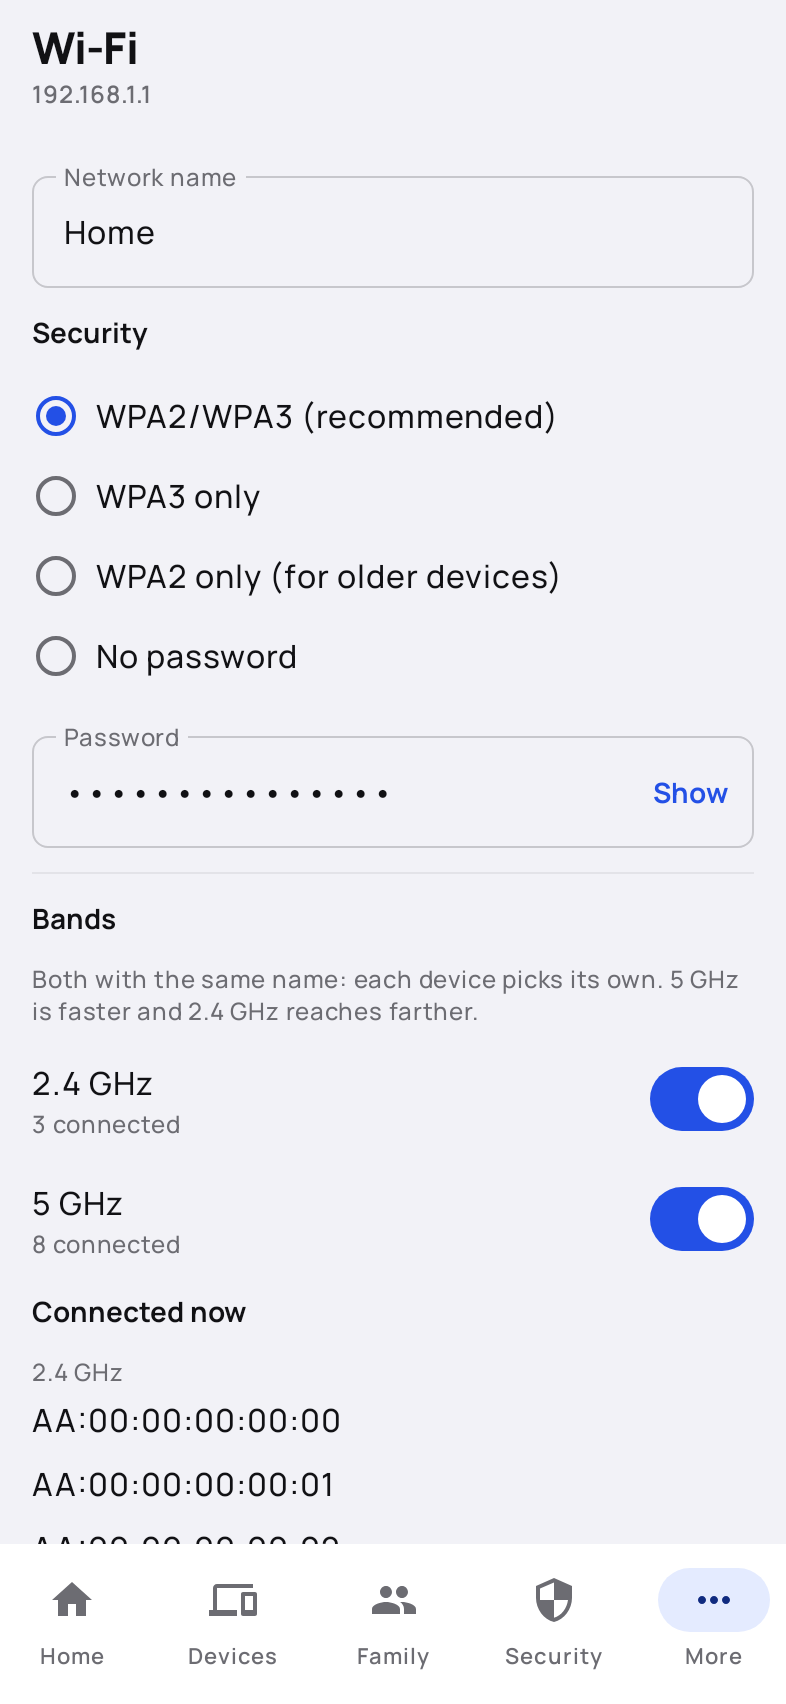 Wi-Fi
192.168.1.1
Network name
Home
Security
WPA2/WPA3 (recommended)
WPA3 only
WPA2 only (for older devices)
No password
Password
•••••••••••••••
Show
Bands
Both with the same name: each device picks its own. 5 GHz
is faster and 2.4 GHz reaches farther.
2.4 GHz
3 connected
5 GHz
8 connected
Connected now
2.4 GHz
AA:00:00:00:00:00
AA:00:00:00:00:01
Home
Devices
Family
Security
More